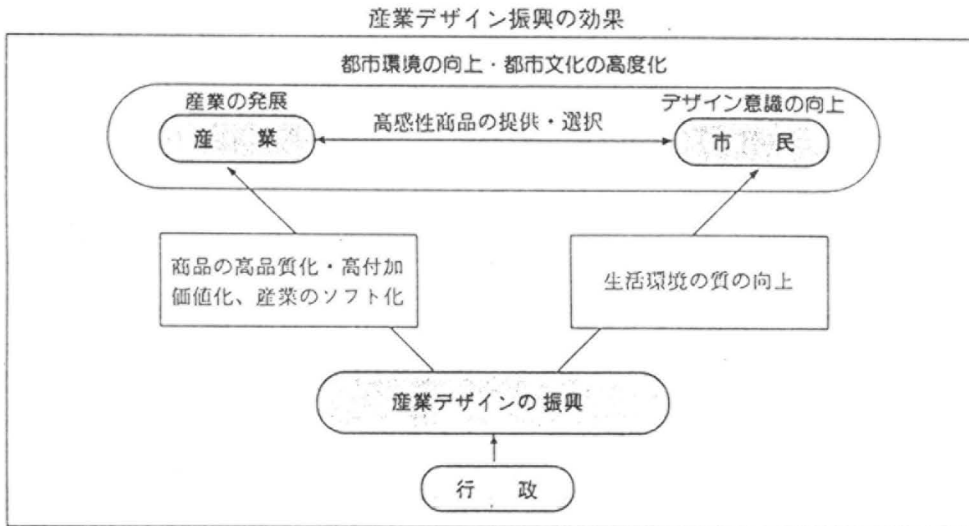 産業デザイン振興の効果
都市環境の向上・都市文化の高度化
産業の発展
デザイン意識の向上
産業
高感性商品の提供・選択
市民
商品の高品質化・高付加
価値化、産業のソフト化
生活環境の質の向上
産業デザインの振興
行政